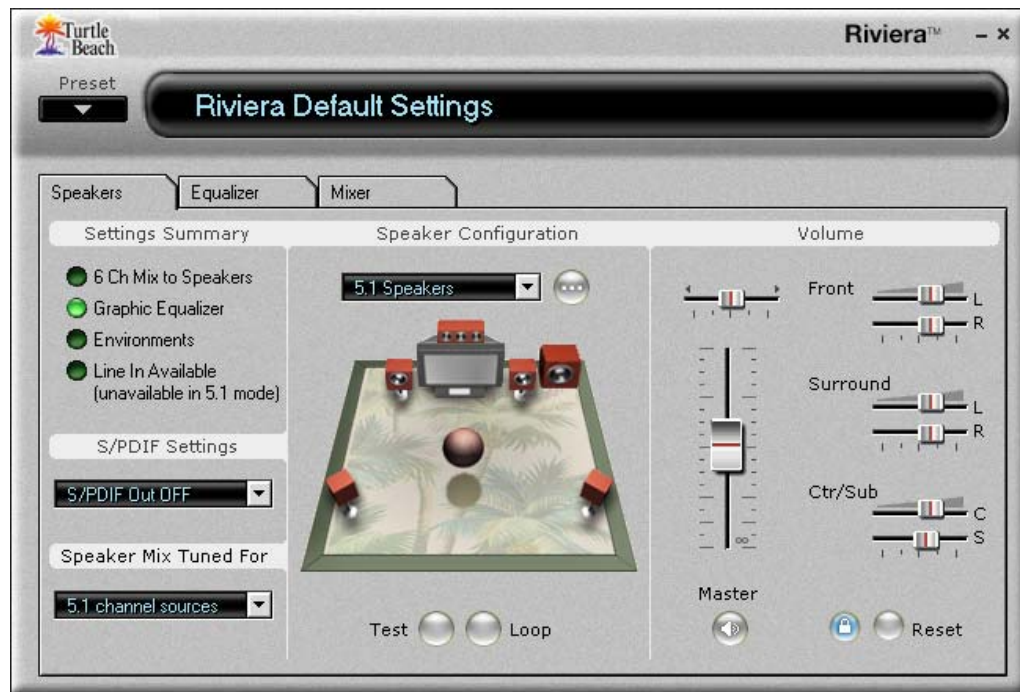 Turtle
Beach
Riviera™
Preset
Riviera Default Settings
Speakers
Equalizer
Mixer
Settings Summary
6 Ch Mix to Speakers
Graphic Equalizer
Environments
Line In Available
(unavailable in 5.1 mode)
S/PDIF Settings
S/PDIF Out OFF
Speaker Mix Tuned For
5.1 channel sources
Speaker Configuration
5.1 Speakers
Test
Loop
Volume
Front
L
R
Surround
L
R
Ctr/Sub
C
S
∞
Master
Reset